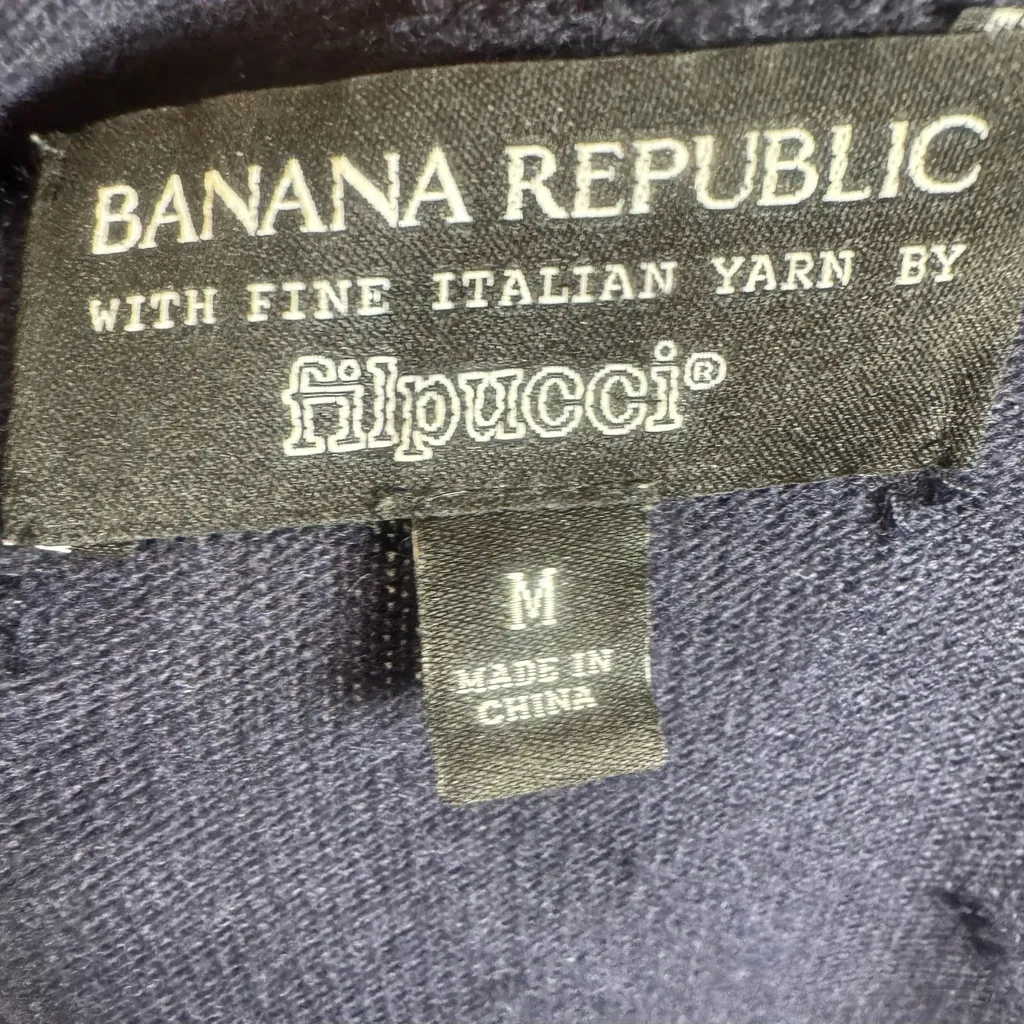 BANANA REPUBLIC
WITH FINE ITALIAN YARN BY
filpucci®
M
MADE IN
CHINA